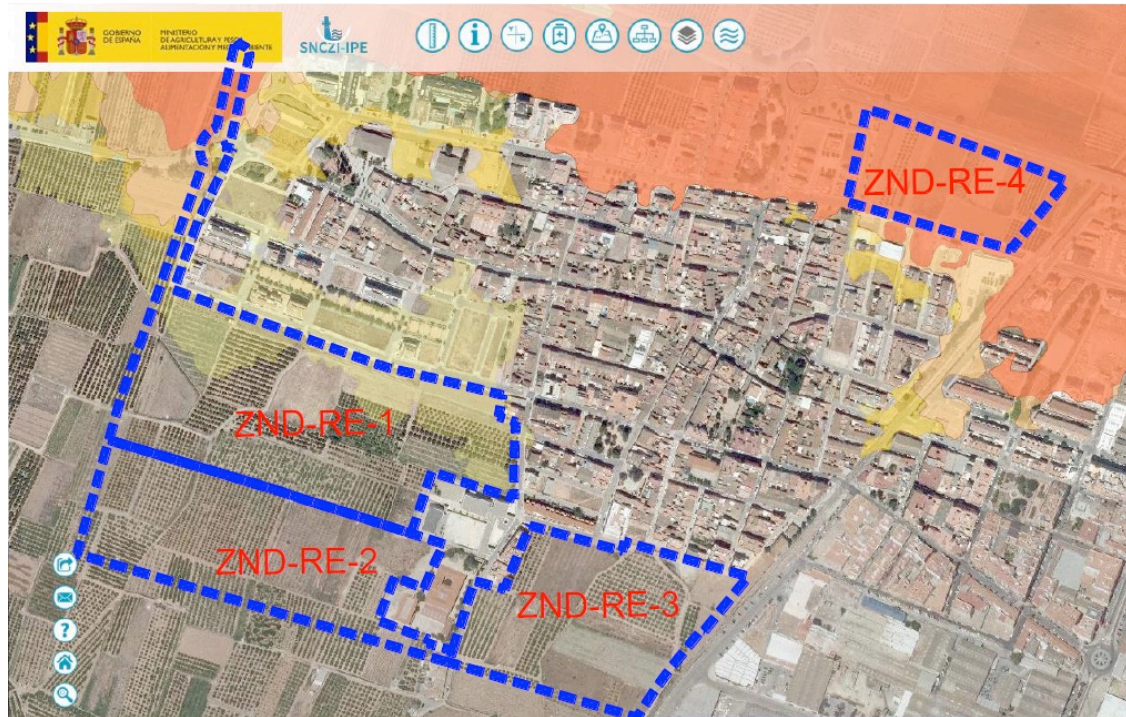 GOBIERNO
DE ESPAÑA
MINISTERIO
DE AGRICULTURA Y PESCA
ALIMENTACIÓN Y MEDIO AMBIENTE
SNCZI-IPE
ZND-RE-4
ZND-RE-1
ZND-RE-2
ZND-RE-3